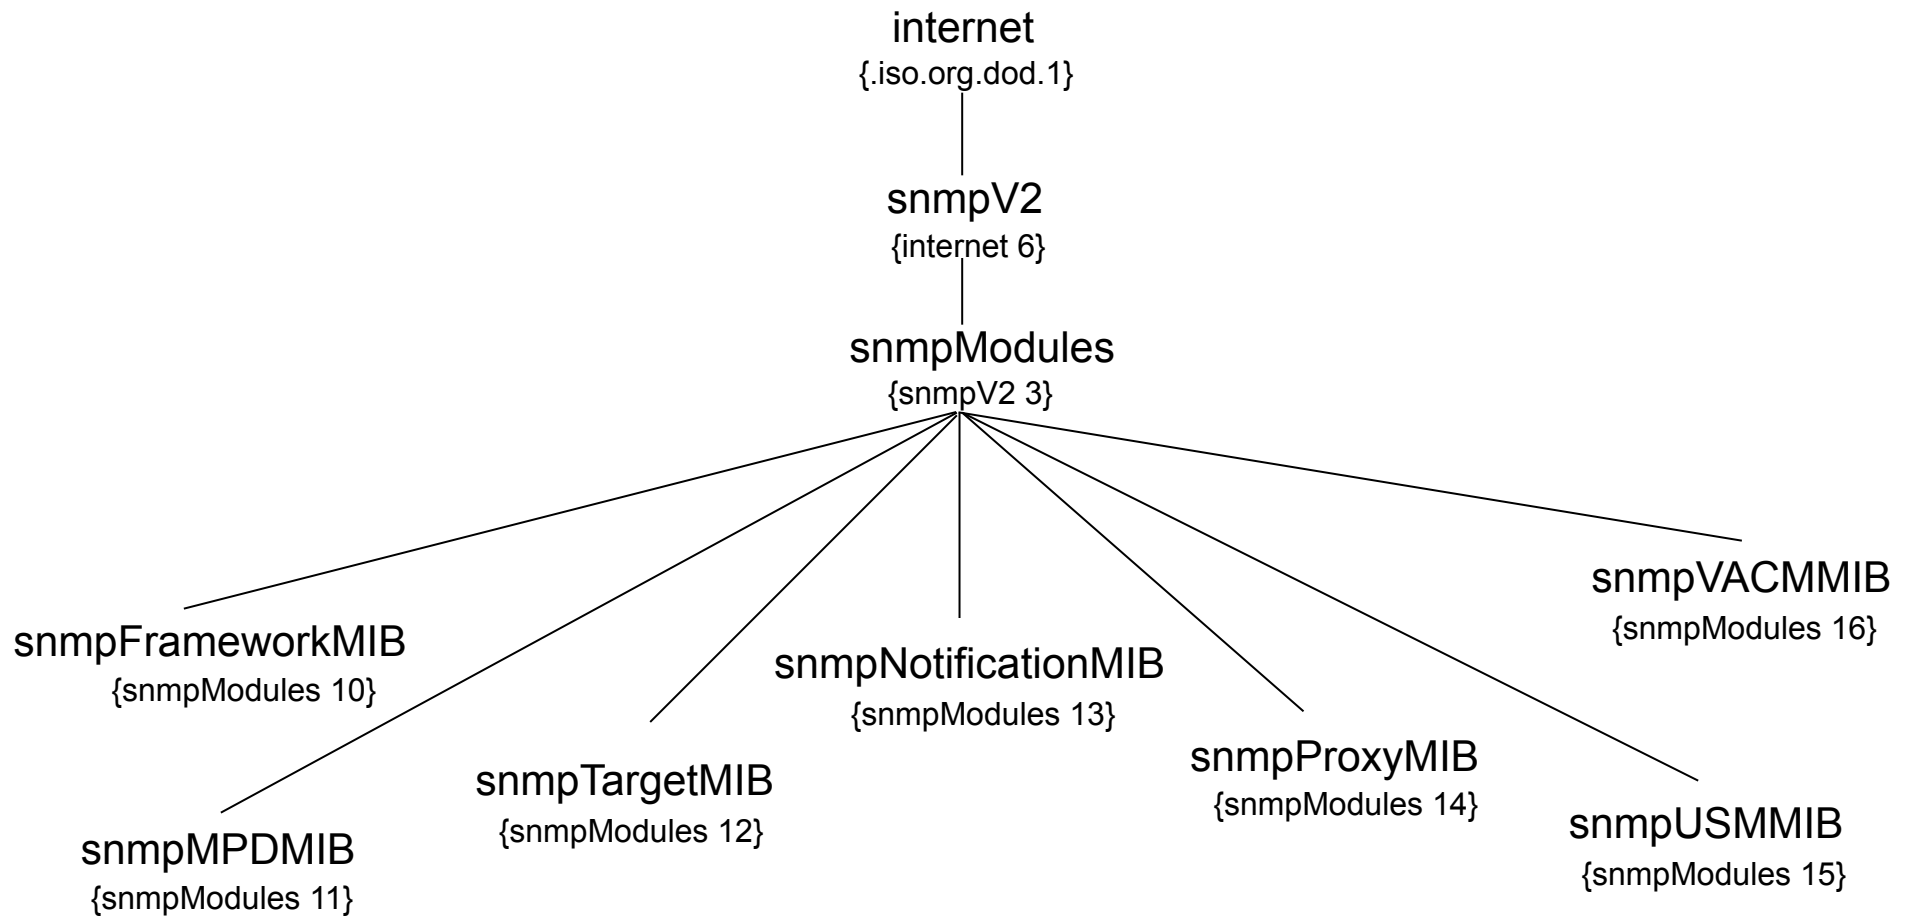 internet
{.iso.org.dod.1}
snmpV2
{internet 6}
snmpModules
{snmpV2 3}
snmpFrameworkMIB
{snmpModules 10}
snmpMPDMIB
{snmpModules 11}
snmpTargetMIB
{snmpModules 12}
snmpNotificationMIB
{snmpModules 13}
snmpProxyMIB
{snmpModules 14}
snmpUSMMIB
{snmpModules 15}
snmpVACMMIB
{snmpModules 16}